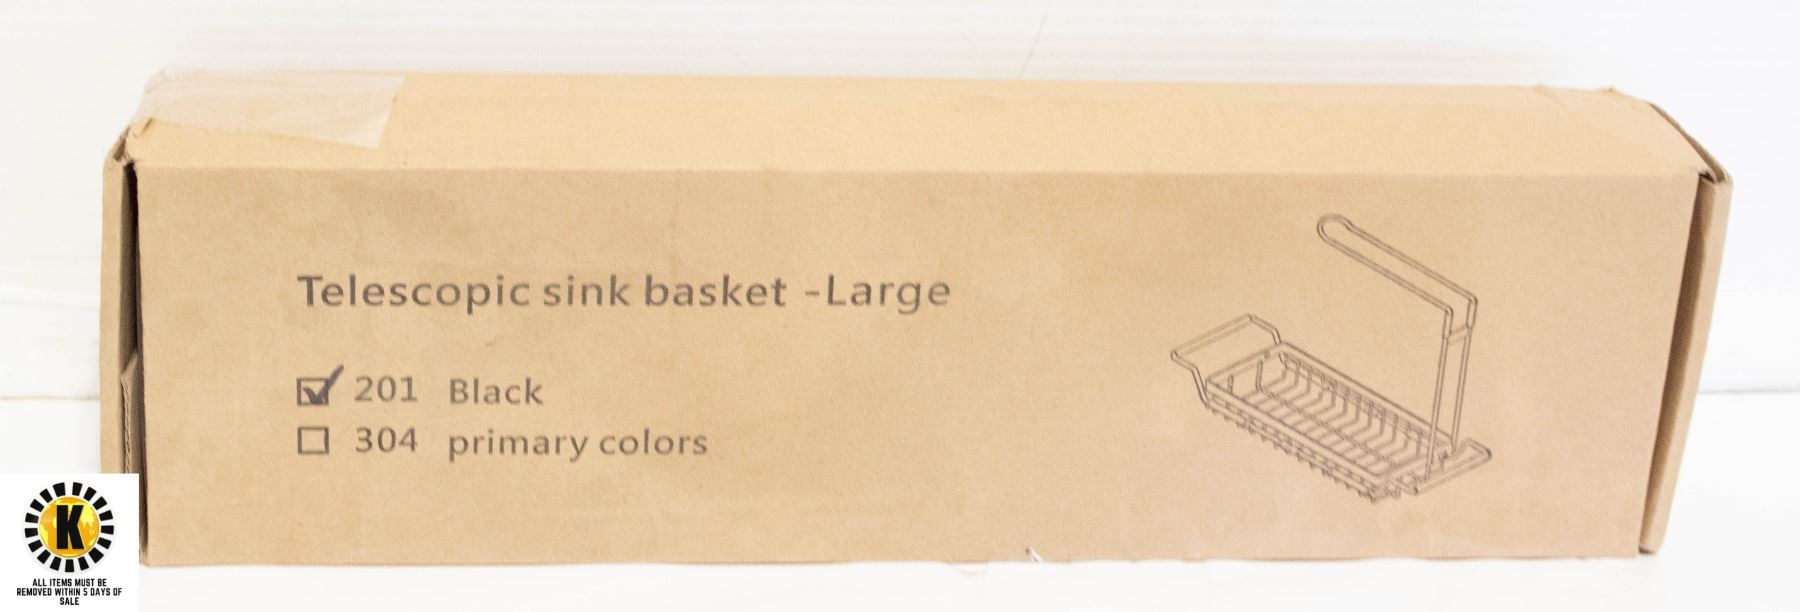 Telescopic sink basket -Large
201 Black
304 primary colors
K
ALL ITEMS MUST BE
REMOVED WITHIN 5 DAYS OF
SALE